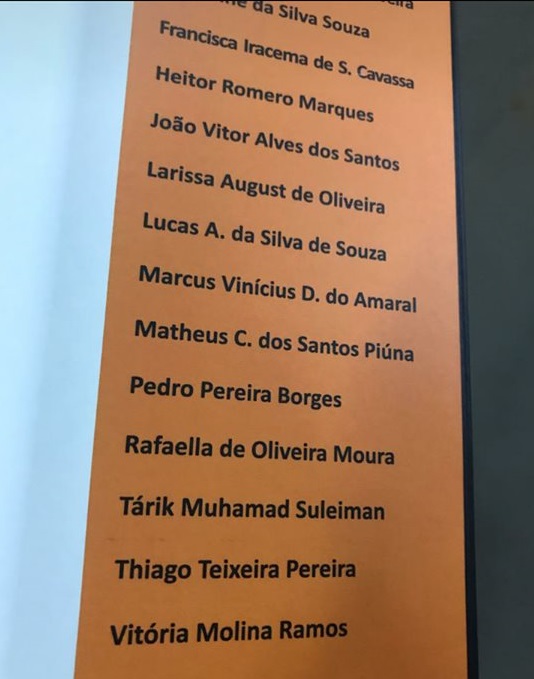 da Silva Souza
Francisca Iracema de S. Cavassa
Heitor Romero Marques
João Vitor Alves dos Santos
Larissa August de Oliveira
Lucas A. da Silva de Souza
Marcus Vinícius D. do Amaral
Matheus C. dos Santos Piúna
Pedro Pereira Borges
Rafaella de Oliveira Moura
Tárik Muhamad Suleiman
Thiago Teixeira Pereira
Vitória Molina Ramos